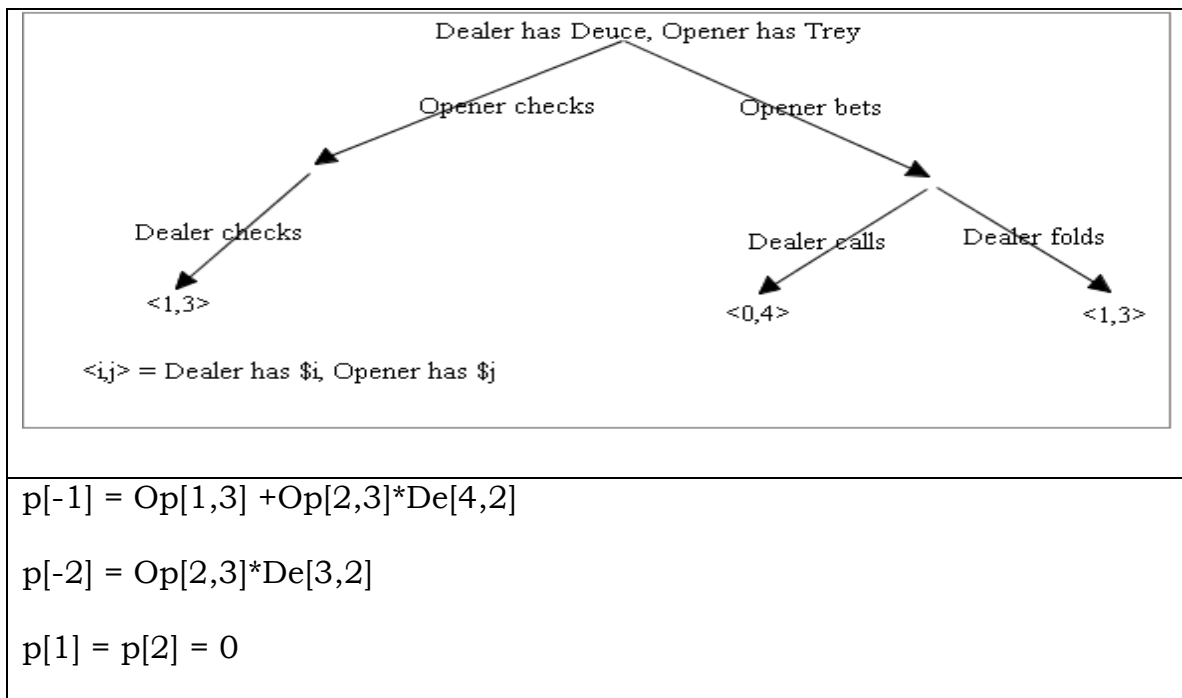 Dealer has Deuce, Opener has Trey
Opener checks
Opener bets
Dealer checks
Dealer calls
Dealer folds
<1,3>
<0,4>
<1,3>
<i,j> = Dealer has $i, Opener has $j
p[-1] = Op[1,3] +Op[2,3]*De[4,2]
p[-2] = Op[2,3]*De[3,2]
p[1] = p[2] = 0